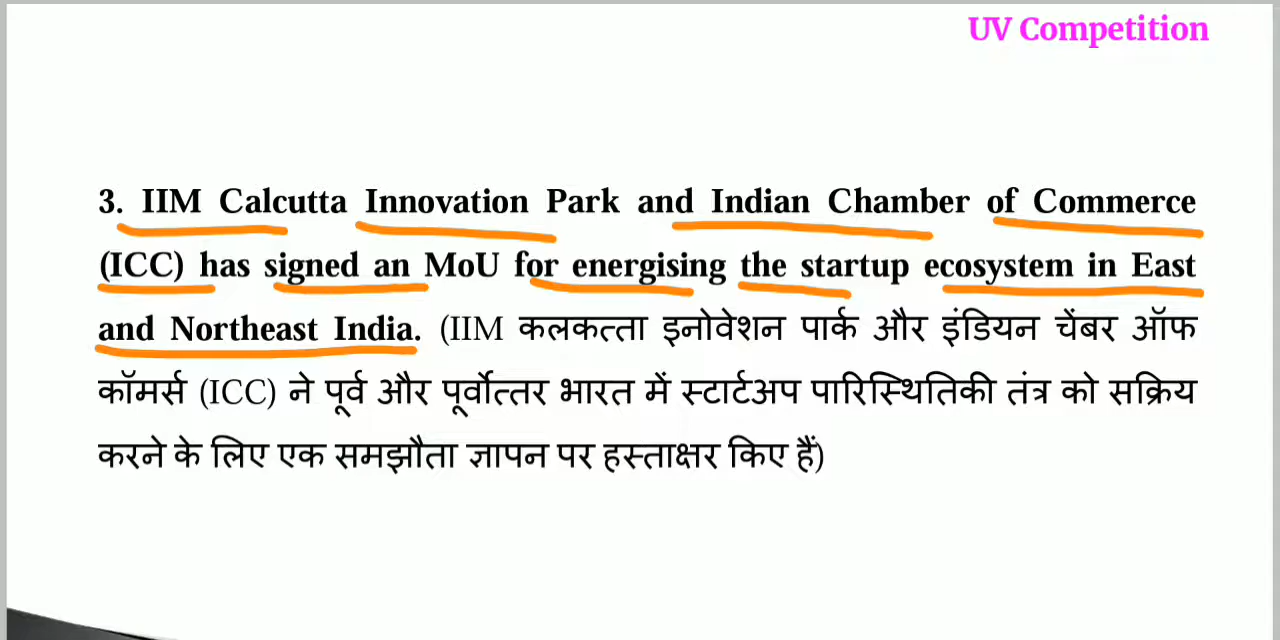 UV Competition
3. IIM Calcutta Innovation Park and Indian Chamber of Commerce
(ICC) has signed an MoU for energising the startup ecosystem in East
and Northeast India. (IIM कलकत्ता इनोवेशन पार्क और इंडियन चेंबर ऑफ
कॉमर्स (ICC) ने पूर्व और पूर्वोत्तर भारत में स्टार्टअप पारिस्थितिकी तंत्र को सक्रिय
करने के लिए एक समझौता ज्ञापन पर हस्ताक्षर किए हैं)